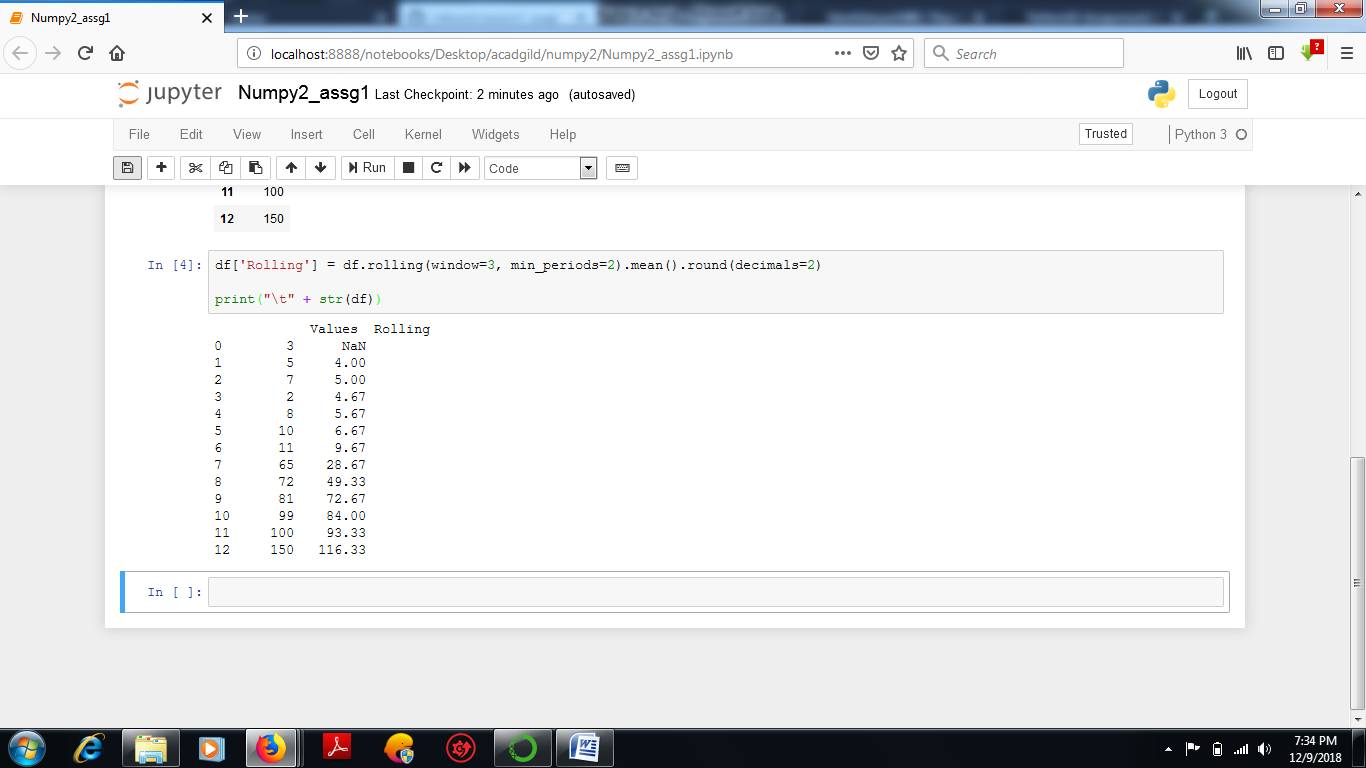 Numpy2_assg1
localhost:8888/notebooks/Desktop/acadgild/numpy2/Numpy2_assg1.ipynb
Search
jupyter Numpy2_assg1 Last Checkpoint: 2 minutes ago (autosaved)
Logout
File Edit View Insert Cell Kernel Widgets Help
Trusted
Python 3
Run
Code
11 100
12 150
In [4]: df['Rolling'] = df.rolling(window=3, min_periods=2).mean().round(decimals=2)
print("\t" + str(df))
Values Rolling
0 3 NaN
1 5 4.00
2 7 5.00
3 2 4.67
4 8 5.67
5 10 6.67
6 11 9.67
7 65 28.67
8 72 49.33
9 81 72.67
10 99 84.00
11 100 93.33
12 150 116.33
In [ ]:
7:34 PM
12/9/2018